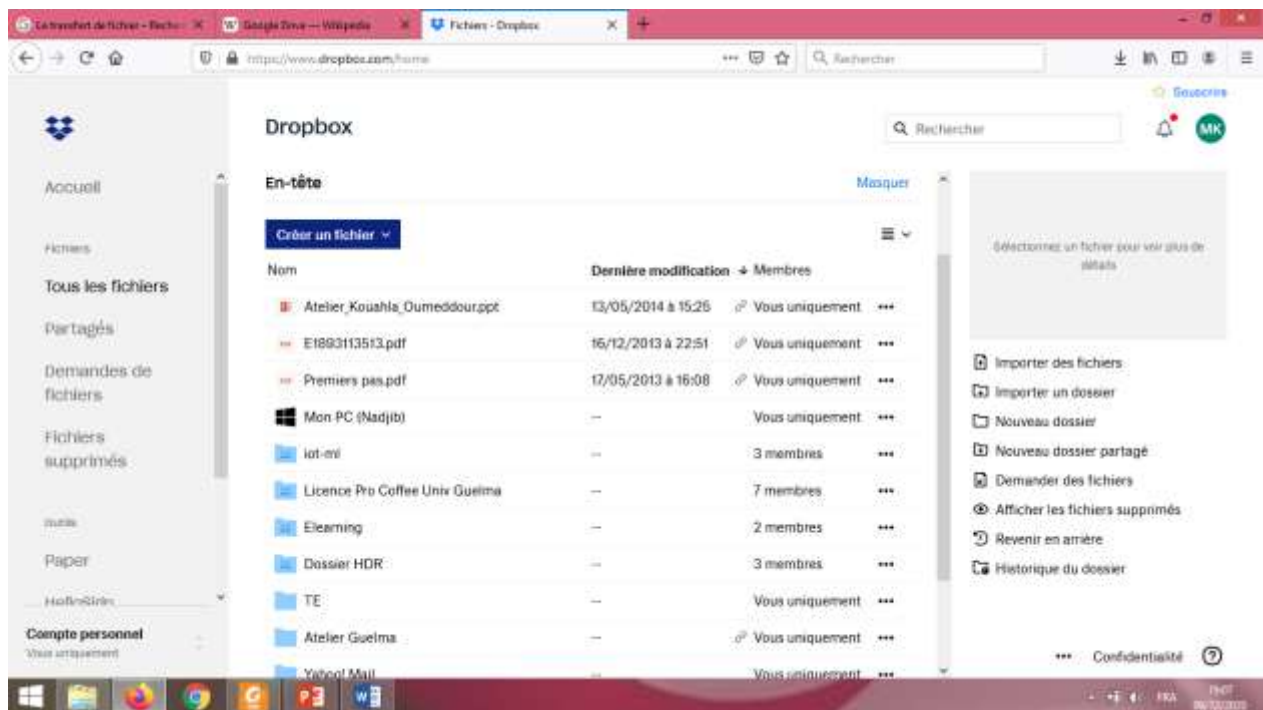 Le transfert de fichier - Reche
Google Drive — Wikipedia
Fichiers - Dropbox
https://www.dropbox.com/home
Rechercher
Souscrire
Dropbox
Rechercher
MK
Accueil
Fichiers
Tous les fichiers
Partagés
Demandes de
fichiers
Fichiers
supprimés
Outils
Paper
HelloSign
Compte personnel
Vous uniquement
En-tête Masquer
Créer un fichier
Nom Dernière modification Membres
Atelier_Kouahla_Oumeddour.ppt 13/05/2014 à 15:25 Vous uniquement
E1893113513.pdf 16/12/2013 à 22:51 Vous uniquement
Premiers pas.pdf 17/05/2013 à 16:08 Vous uniquement
Mon PC (Nadjib) -- Vous uniquement
iot-ml -- 3 membres
Licence Pro Coffee Univ Guelma -- 7 membres
Elearning -- 2 membres
Dossier HDR -- 3 membres
TE -- Vous uniquement
Atelier Guelma -- Vous uniquement
Yahoo! Mail Vous uniquement
Sélectionnez un fichier pour voir plus de
détails
Importer des fichiers
Importer un dossier
Nouveau dossier
Nouveau dossier partagé
Demander des fichiers
Afficher les fichiers supprimés
Revenir en arrière
Historique du dossier
Confidentialité
FRA